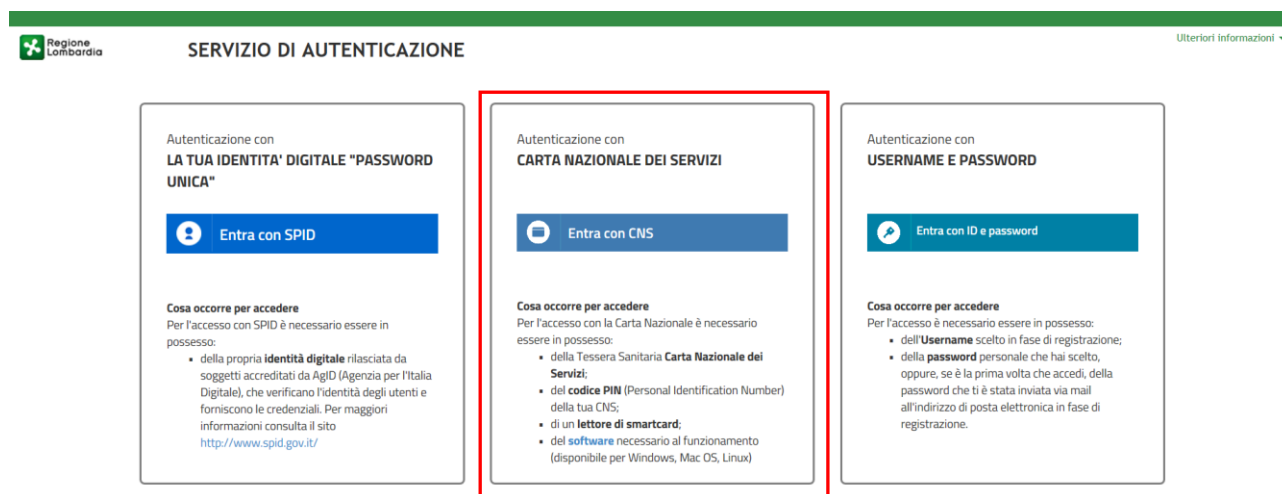 Regione
Lombardia
SERVIZIO DI AUTENTICAZIONE
Ulteriori informazioni
Autenticazione con
LA TUA IDENTITA' DIGITALE "PASSWORD
UNICA"
Entra con SPID
Cosa occorre per accedere
Per l'accesso con SPID è necessario essere in
possesso:
▪ della propria identità digitale rilasciata da
soggetti accreditati da AgID (Agenzia per l'Italia
Digitale), che verificano l'identità degli utenti e
forniscono le credenziali. Per maggiori
informazioni consulta il sito
http://www.spid.gov.it/
Autenticazione con
CARTA NAZIONALE DEI SERVIZI
Entra con CNS
Cosa occorre per accedere
Per l'accesso con la Carta Nazionale è necessario
essere in possesso:
▪ della Tessera Sanitaria Carta Nazionale dei
Servizi;
▪ del codice PIN (Personal Identification Number)
della tua CNS;
▪ di un lettore di smartcard;
▪ del software necessario al funzionamento
(disponibile per Windows, Mac OS, Linux)
Autenticazione con
USERNAME E PASSWORD
Entra con ID e password
Cosa occorre per accedere
Per l'accesso è necessario essere in possesso:
▪ dell'Username scelto in fase di registrazione;
▪ della password personale che hai scelto,
oppure, se è la prima volta che accedi, della
password che ti è stata inviata via mail
all'indirizzo di posta elettronica in fase di
registrazione.